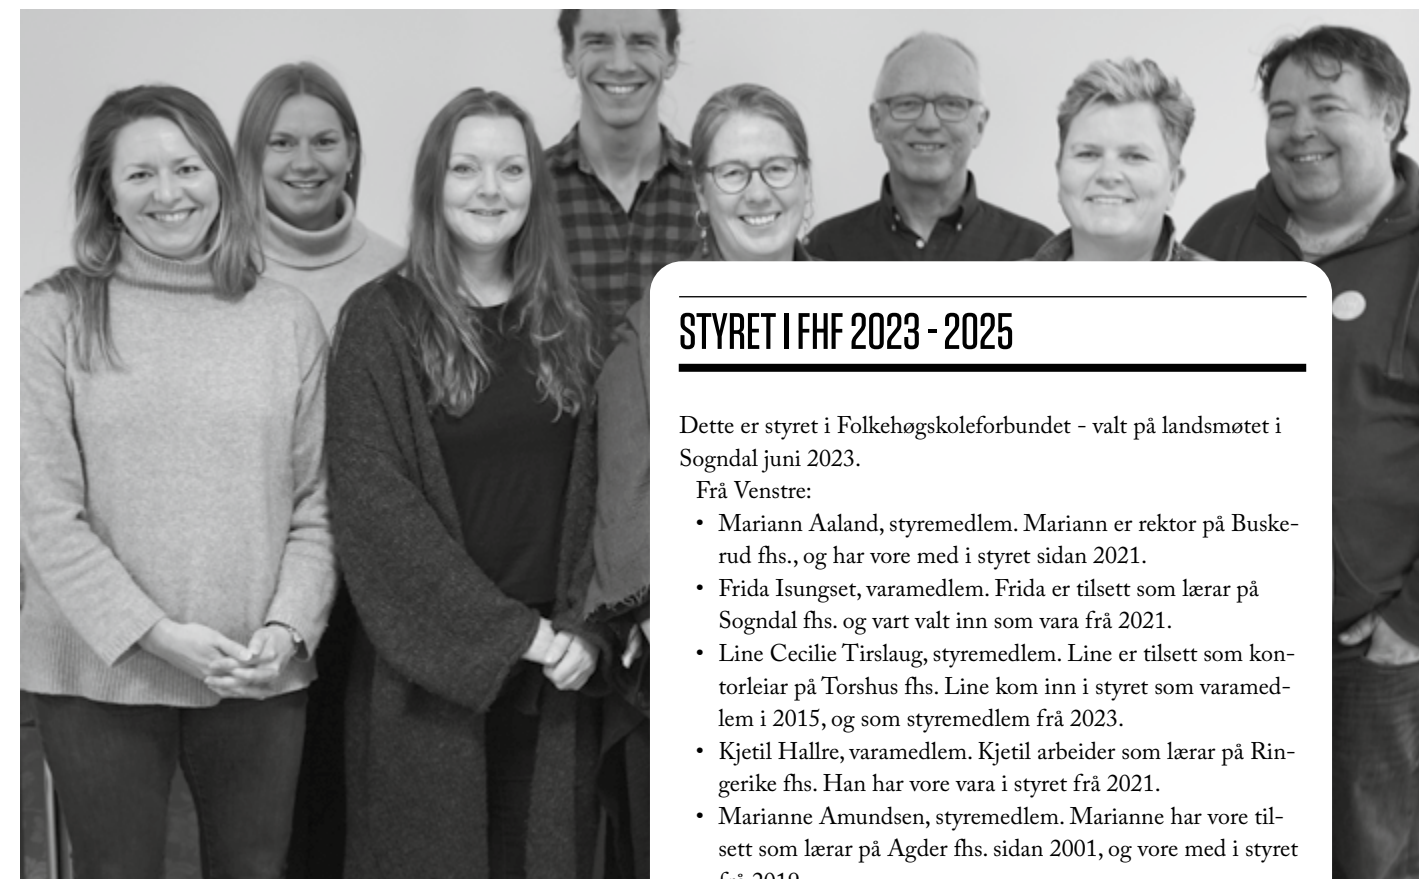 STYRET I FHF 2023 - 2025
Dette er styret i Folkehøgskoleforbundet - valt på landsmøtet i
Sogndal juni 2023.
Frå Venstre:
• Mariann Aaland, styremedlem. Mariann er rektor på Buske-
rud fhs., og har vore med i styret sidan 2021.
• Frida Isungset, varamedlem. Frida er tilsett som lærar på
Sogndal fhs. og vart valt inn som vara frå 2021.
• Line Cecilie Tirslaug, styremedlem. Line er tilsett som kon-
torleiar på Torshus fhs. Line kom inn i styret som varamed-
lem i 2015, og som styremedlem frå 2023.
• Kjetil Hallre, varamedlem. Kjetil arbeider som lærar på Rin-
gerike fhs. Han har vore vara i styret frå 2021.
• Marianne Amundsen, styremedlem. Marianne har vore til-
sett som lærar på Agder fhs. sidan 2001, og vore med i styret
frå 2019.